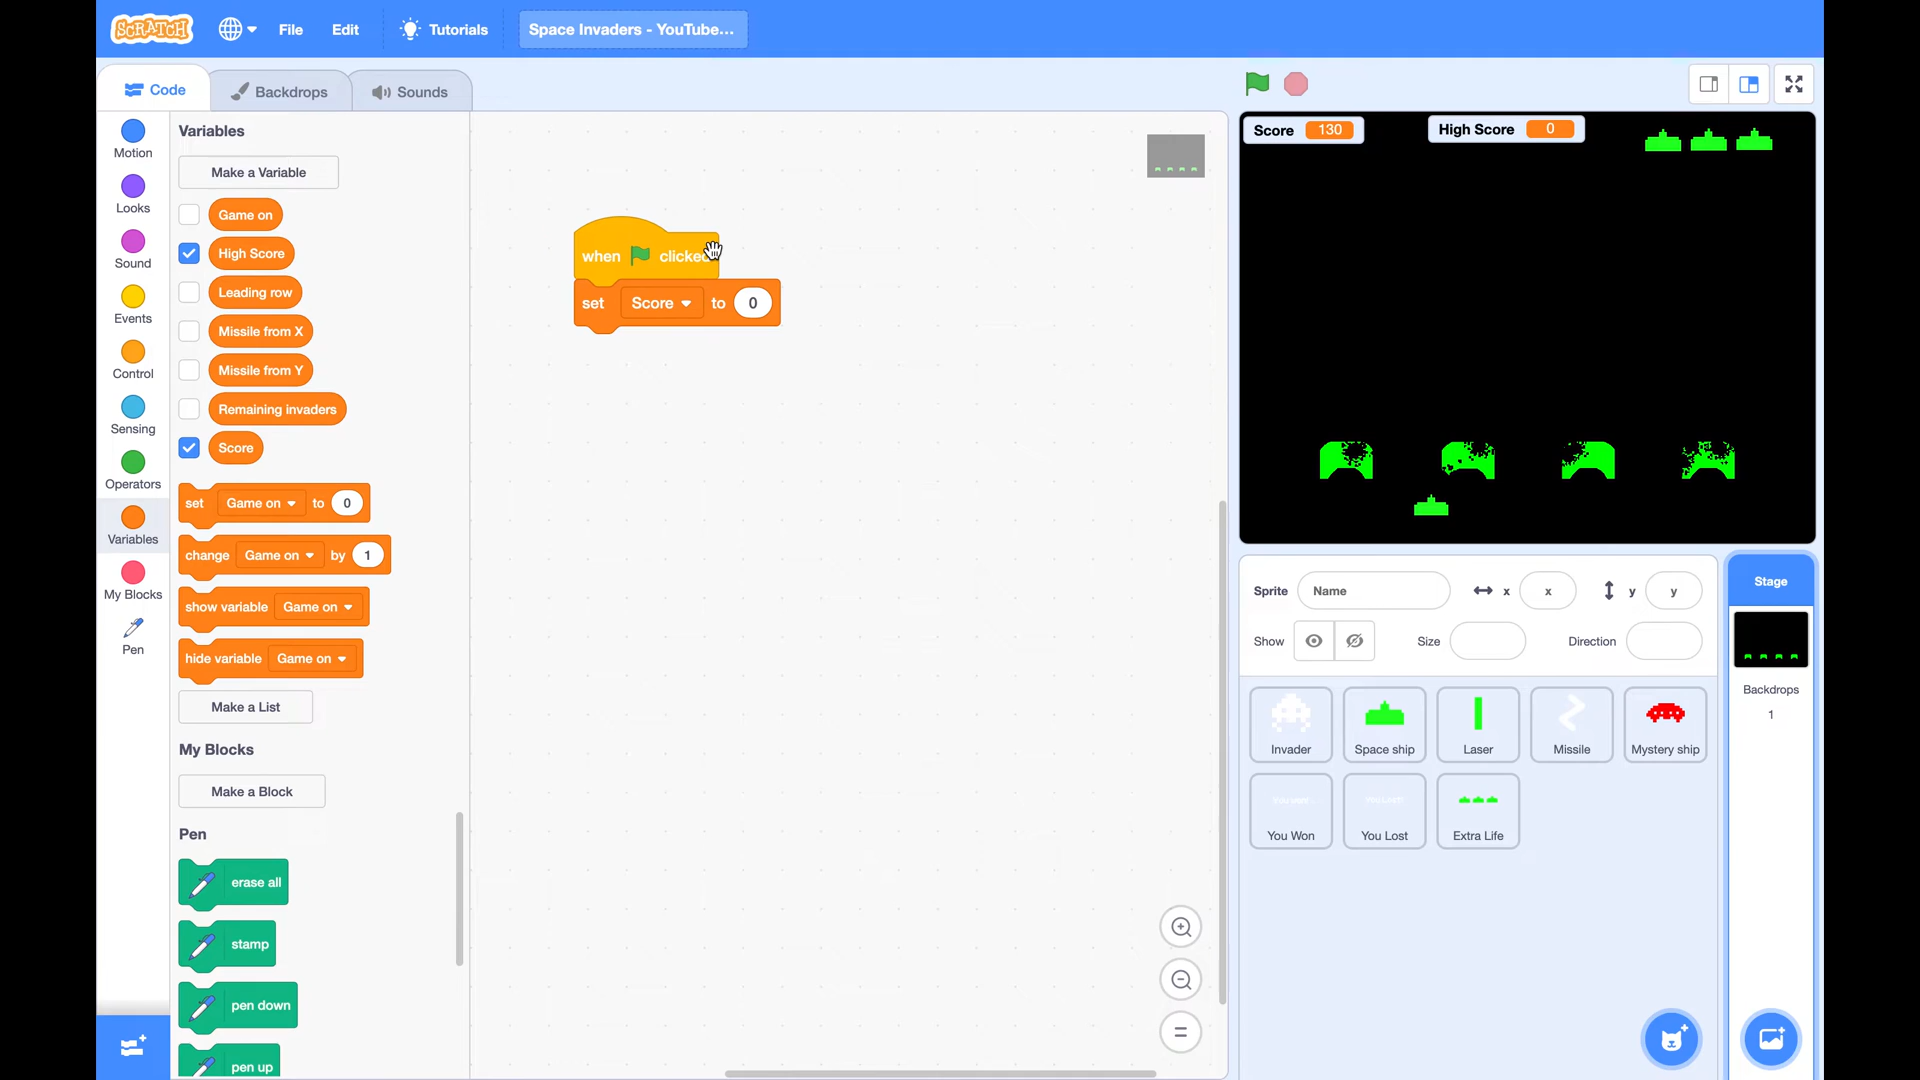 SCRATCH
File
Edit
Tutorials
Space Invaders - YouTube...
Code
Backdrops
Sounds
Motion
Looks
Sound
Events
Control
Sensing
Operators
Variables
My Blocks
Pen
Variables
Make a Variable
Game on
High Score
Leading row
Missile from X
Missile from Y
Remaining invaders
Score
set Game on to 0
change Game on by 1
show variable Game on
hide variable Game on
Make a List
My Blocks
Make a Block
Pen
erase all
stamp
pen down
pen up
when clicked
set Score to 0
Score 130
High Score 0
Sprite Name x x y y
Show Size Direction
Invader
Space ship
Laser
Missile
Mystery ship
You Won
You Lost
Extra Life
Stage
Backdrops
1